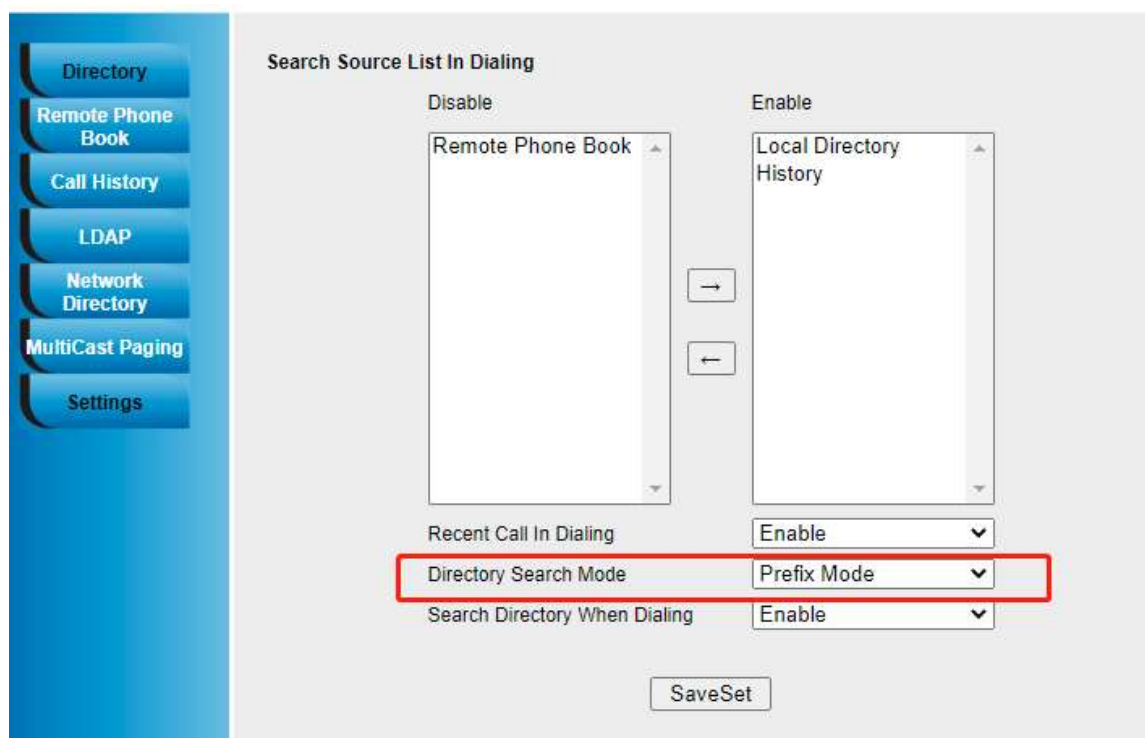 Directory
Remote Phone
Book
Call History
LDAP
Network
Directory
MultiCast Paging
Settings
Search Source List In Dialing
Disable
Enable
Remote Phone Book
Local Directory
History
→
←
Recent Call In Dialing
Enable
Directory Search Mode
Prefix Mode
Search Directory When Dialing
Enable
SaveSet